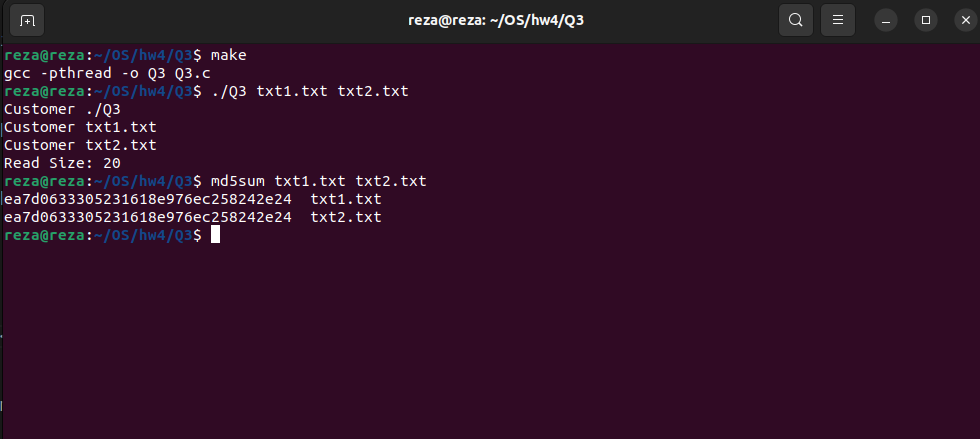 reza@reza: ~/OS/hw4/Q3
reza@reza:~/OS/hw4/Q3$ make
gcc -pthread -o Q3 Q3.c
reza@reza:~/OS/hw4/Q3$ ./Q3 txt1.txt txt2.txt
Customer ./Q3
Customer txt1.txt
Customer txt2.txt
Read Size: 20
reza@reza:~/OS/hw4/Q3$ md5sum txt1.txt txt2.txt
ea7d0633305231618e976ec258242e24  txt1.txt
ea7d0633305231618e976ec258242e24  txt2.txt
reza@reza:~/OS/hw4/Q3$